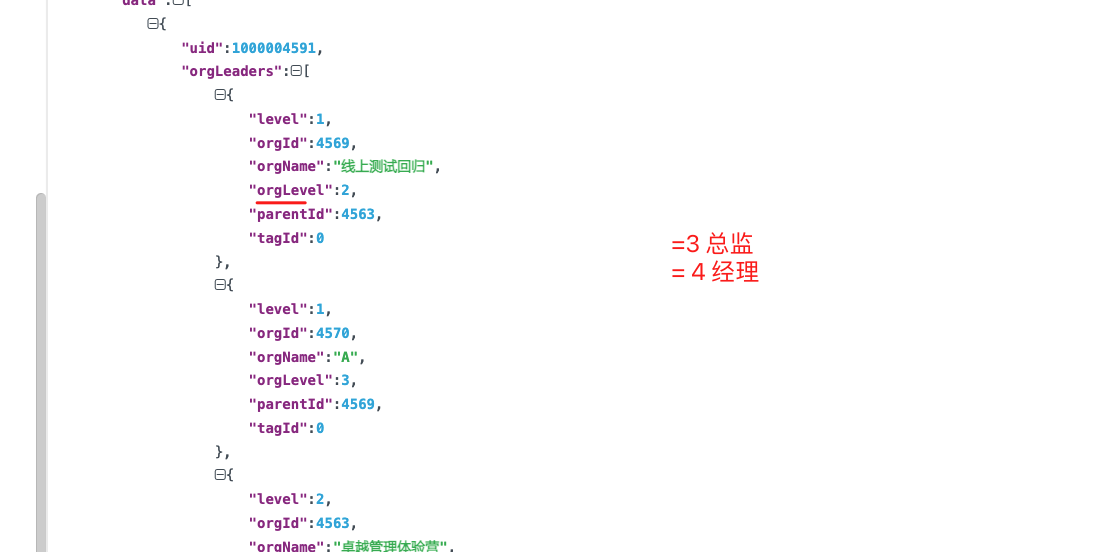 data":[
{
"uid":1000004591,
"orgLeaders":[
{
"level":1,
"orgId":4569,
"orgName":"线上测试回归",
"orgLevel":2,
"parentId":4563,
"tagId":0
},
{
"level":1,
"orgId":4570,
"orgName":"A",
"orgLevel":3,
"parentId":4569,
"tagId":0
},
{
"level":2,
"orgId":4563,
"orgName":"卓越管理体验营",
=3 总监
= 4 经理